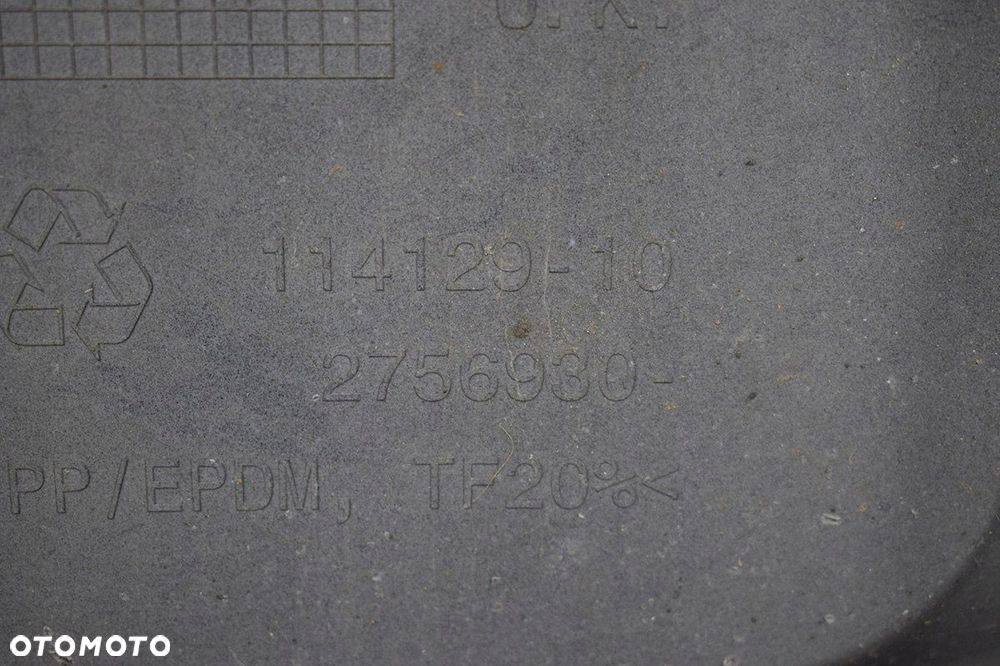 U.K.
114129-10
2756930-
PP/EPDM, TF20%<
OTOMOTO